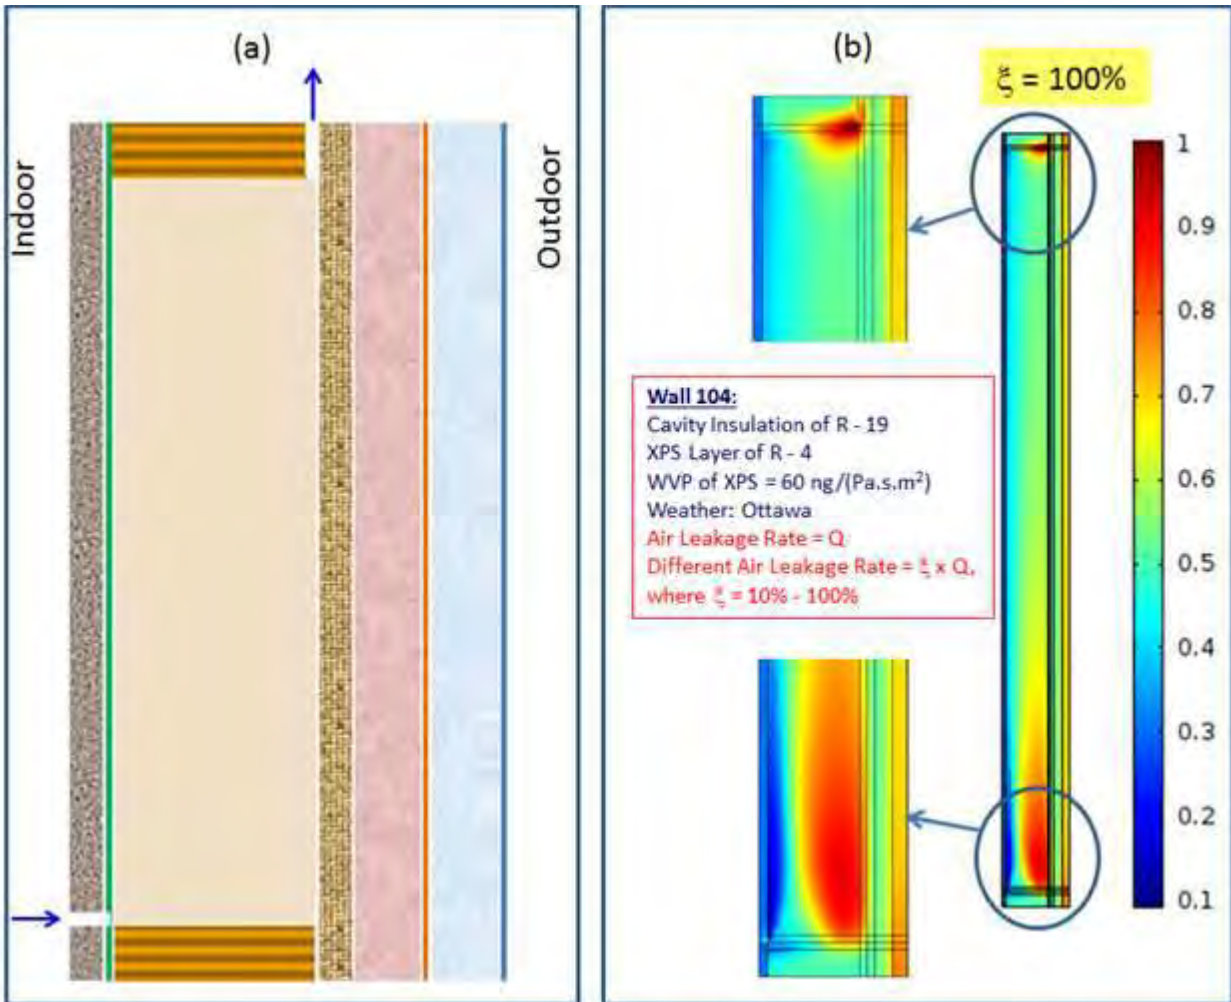 (a)
Indoor
Outdoor
(b)
ξ = 100%
Wall 104:
Cavity Insulation of R - 19
XPS Layer of R - 4
WVP of XPS = 60 ng/(Pa.s.m²)
Weather: Ottawa
Air Leakage Rate = Q
Different Air Leakage Rate = ξ x Q,
where ξ = 10% - 100%
1
0.9
0.8
0.7
0.6
0.5
0.4
0.3
0.2
0.1